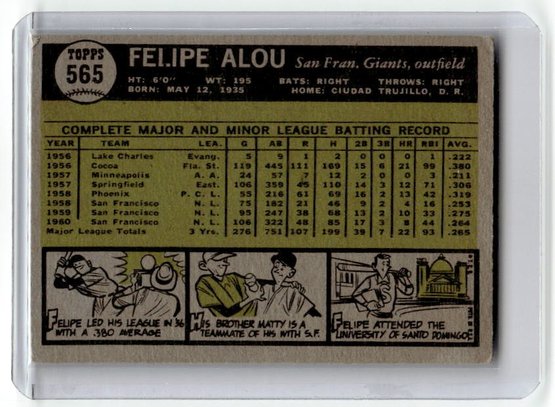 TOPPS
565
FELIPE ALOU San Fran. Giants, outfield
HT: 6'0" WT: 195 BATS: RIGHT THROWS: RIGHT
BORN: MAY 12, 1935 HOME: CIUDAD TRUJILLO, D. R.
COMPLETE MAJOR AND MINOR LEAGUE BATTING RECORD
YEAR TEAM LEA. G AB R H 2B 3B HR RBI AVG.
1956 Lake Charles Evang. 5 9 1 2 0 0 0 1 .222
1956 Cocoa Fla. St. 119 445 111 169 15 6 21 99 .380
1957 Minneapolis A. A. 24 57 12 2 0 0 3 .211
1957 Springfield East. 106 359 45 110 14 3 12 71 .306
1958 Phoenix P. C. L. 55 216 61 69 16 2 13 42 .319
1958 San Francisco N. L. 75 182 21 46 9 2 4 16 .253
1959 San Francisco N. L. 95 247 38 68 13 2 10 33 .275
1960 San Francisco N. L. 106 322 48 85 17 3 8 44 .264
Major League Totals 3 Yrs. 276 751 107 199 39 7 22 93 .265
FELIPE LED HIS LEAGUE IN '56
WITH A .380 AVERAGE
HIS BROTHER MATTY IS A
TEAMMATE OF HIS WITH S.F.
FELIPE ATTENDED THE
UNIVERSITY OF SANTO DOMINGO